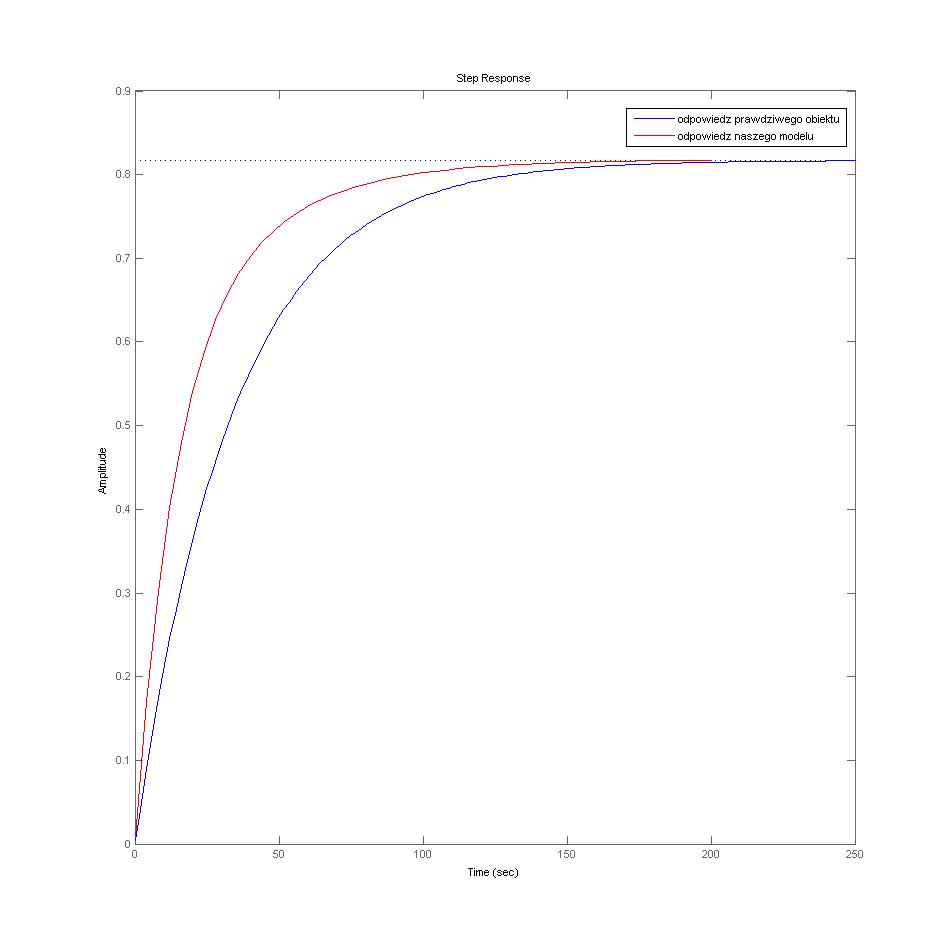 Step Response
0.9
odpowiedz prawdziwego obiektu
odpowiedz naszego modelu
0.8
0.7
0.6
0.5
Amplitude
0.4
0.3
0.2
0.1
0
0 50 100 150 200 250
Time (sec)